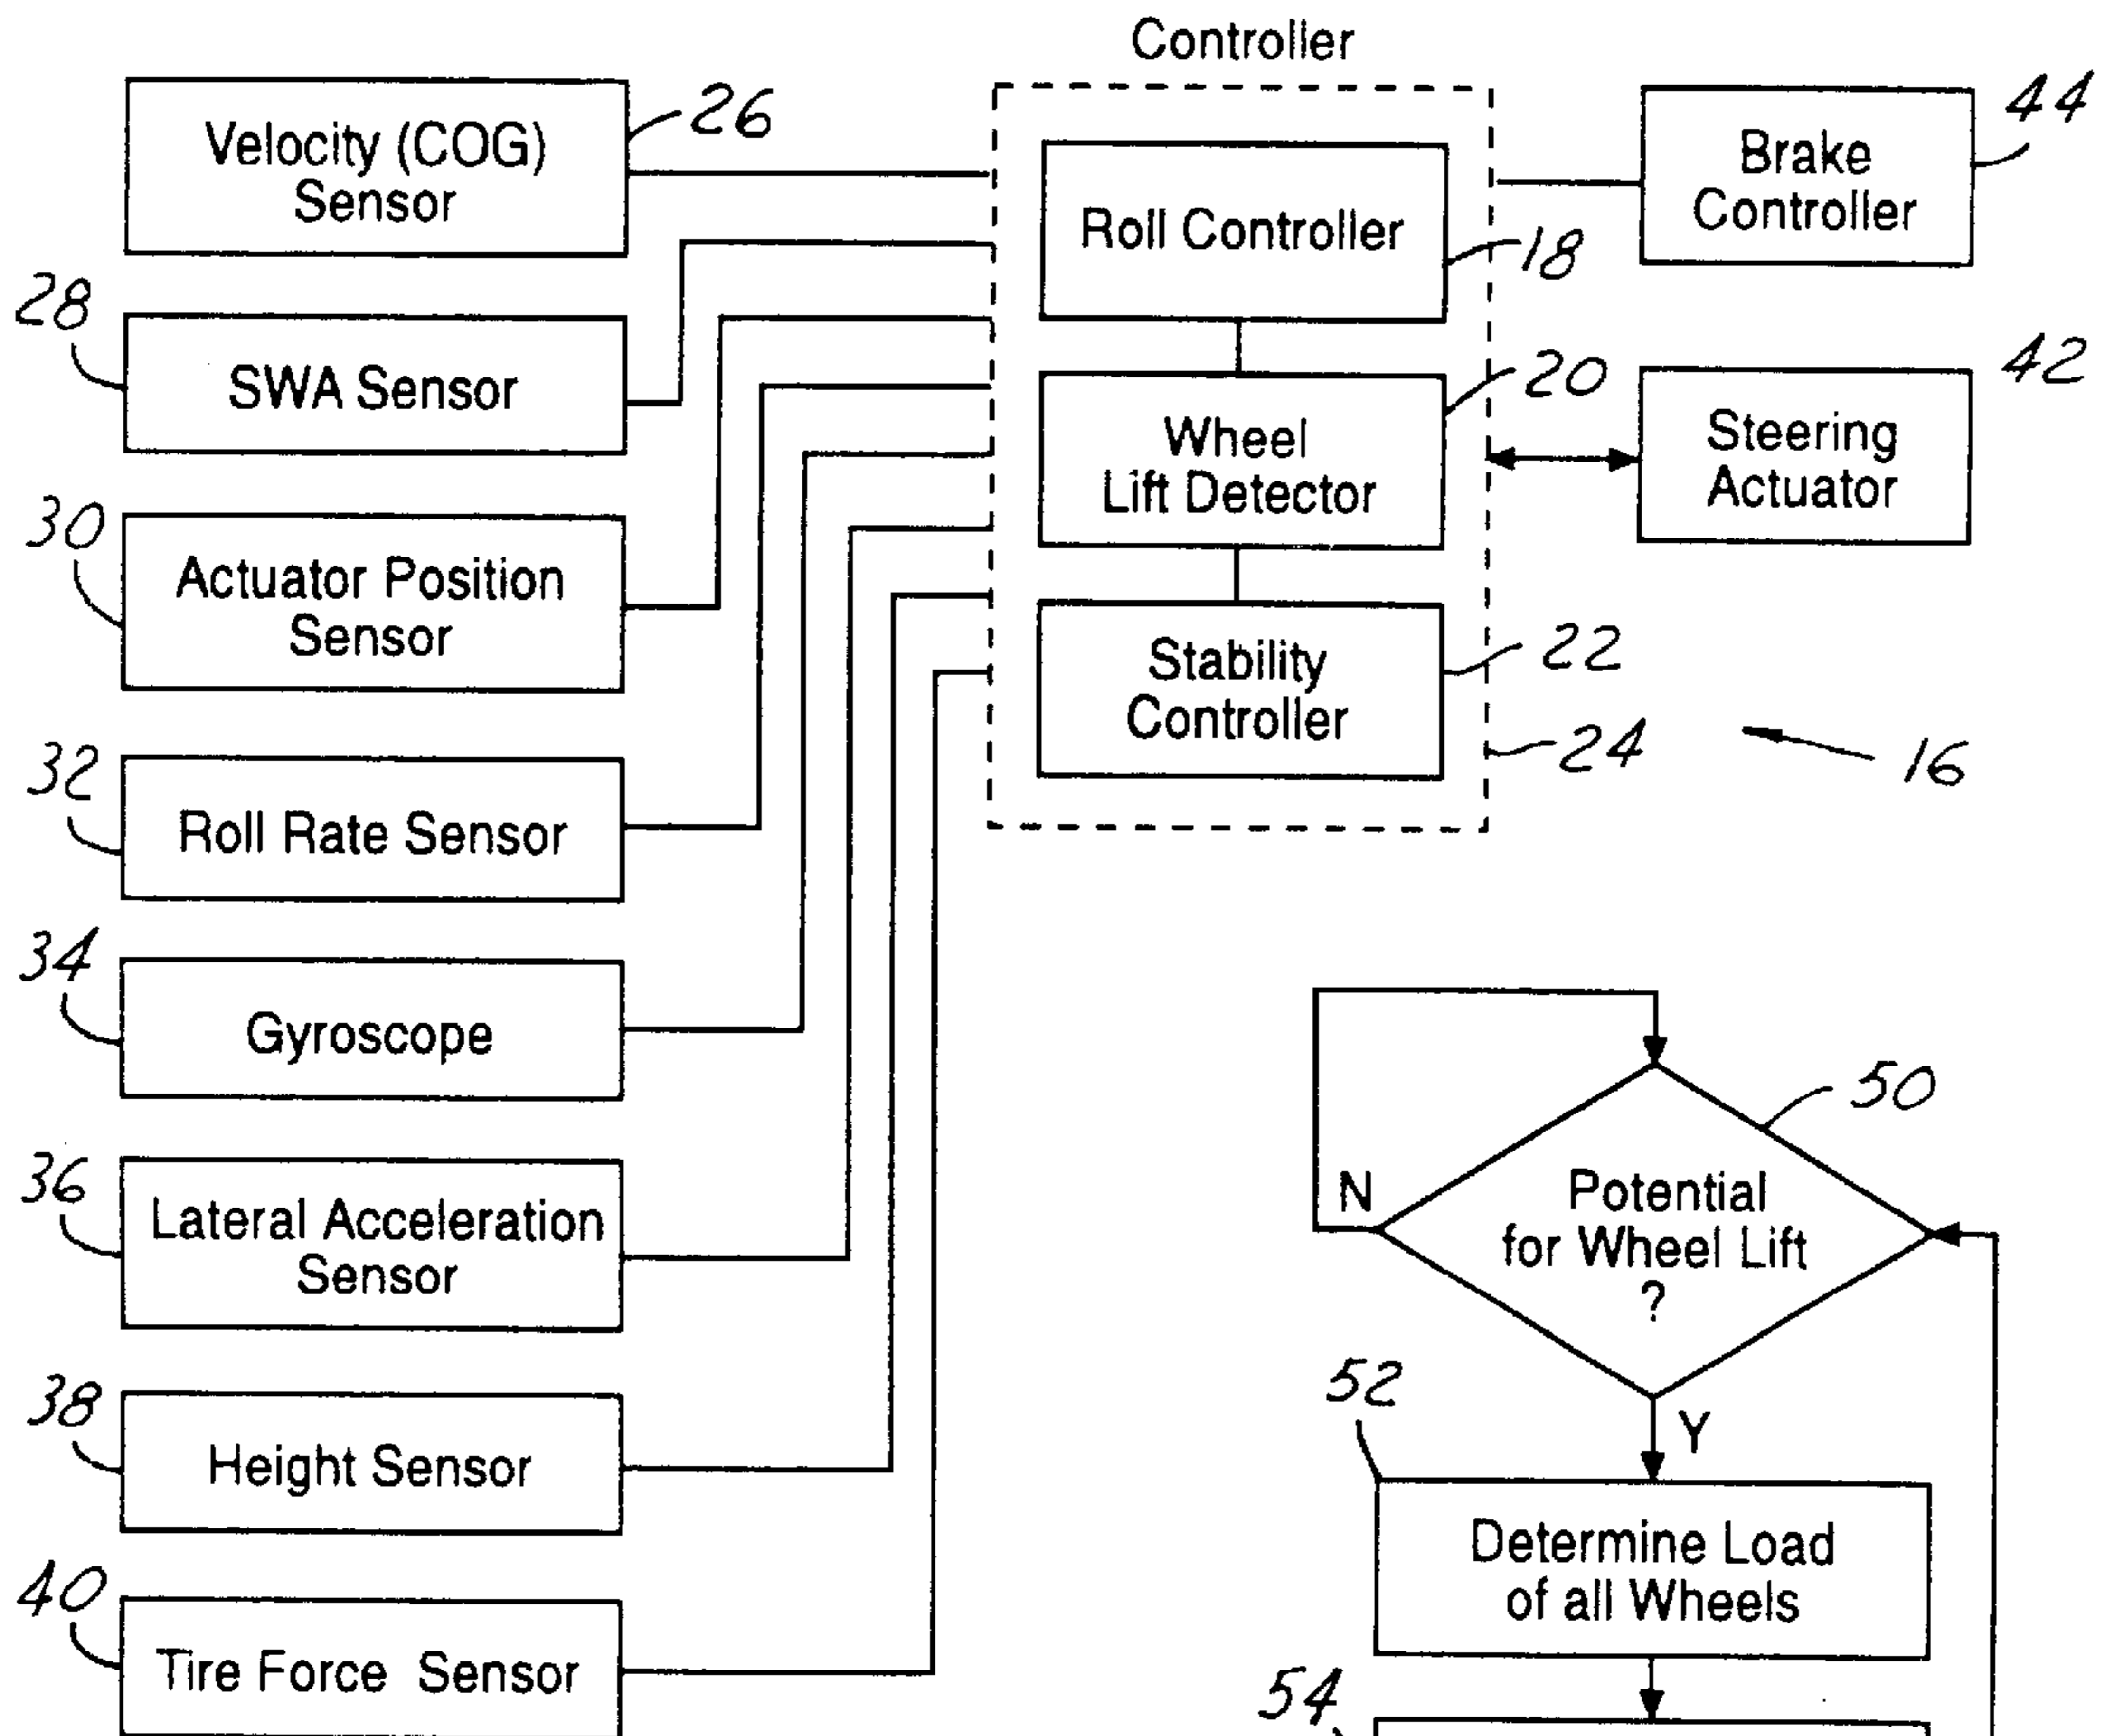 Controller
Velocity (COG)
Sensor
26
28
SWA Sensor
30
Actuator Position
Sensor
32
Roll Rate Sensor
34
Gyroscope
36
Lateral Acceleration
Sensor
38
Height Sensor
40
Tire Force Sensor
Roll Controller
18
Wheel
Lift Detector
20
Stability
Controller
22
24
Brake
Controller
44
Steering
Actuator
42
16
50
Potential
for Wheel Lift
?
N
Y
52
Determine Load
of all Wheels
54